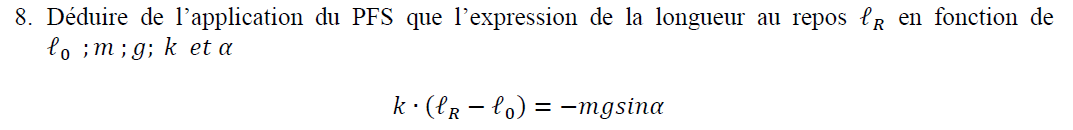 8. Déduire de l'application du PFS que l'expression de la longueur au repos ℓ_R en fonction de
ℓ_0 ; m ; g; k et α
k · (ℓ_R − ℓ_0) = −mgsinα